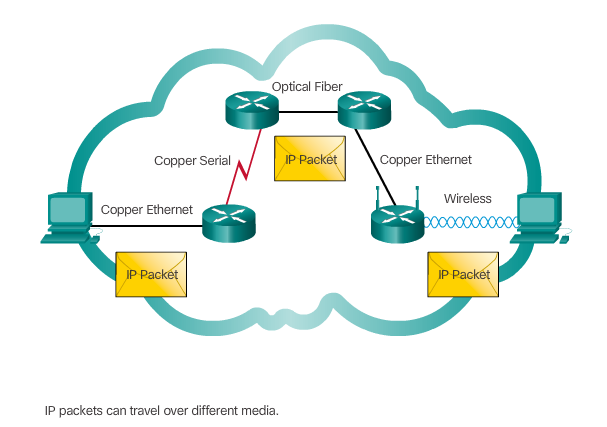 Optical Fiber
Copper Serial
IP Packet
Copper Ethernet
Copper Ethernet
Wireless
IP Packet
IP Packet
IP packets can travel over different media.